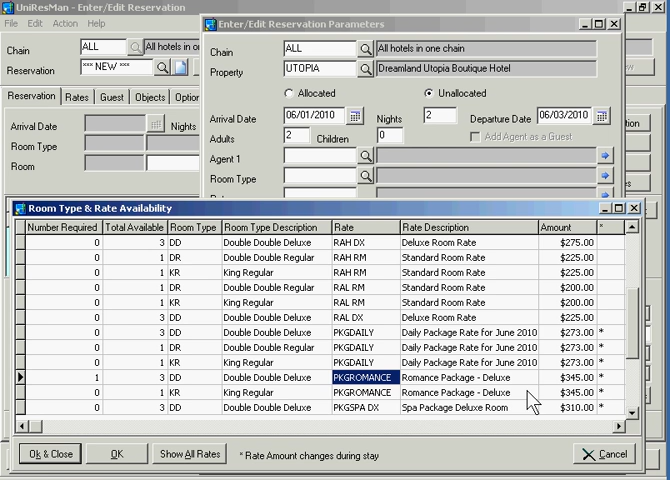 UniResMan - Enter/Edit Reservation
File Edit Action Help
Chain ALL All hotels in one chain
Reservation *** NEW ***
Reservation Rates Guest Objects Option
Arrival Date Nights
Room Type
Room
Enter/Edit Reservation Parameters
Chain ALL All hotels in one chain
Property UTOPIA Dreamland Utopia Boutique Hotel
Allocated Unallocated
Arrival Date 06/01/2010 Nights 2 Departure Date 06/03/2010
Adults 2 Children 0 Add Agent as a Guest
Agent 1
Room Type
Room Type & Rate Availability
Number Required Total Available Room Type Room Type Description Rate Rate Description Amount *
0 3 DD Double Double Deluxe RAH DX Deluxe Room Rate $275.00
0 1 DR Double Double Regular RAH RM Standard Room Rate $225.00
0 1 KR King Regular RAH RM Standard Room Rate $225.00
0 1 DR Double Double Regular RAL RM Standard Room Rate $200.00
0 1 KR King Regular RAL RM Standard Room Rate $200.00
0 3 DD Double Double Deluxe RAL DX Deluxe Room Rate $225.00
0 3 DD Double Double Deluxe PKGDAILY Daily Package Rate for June 2010 $273.00 *
0 1 DR Double Double Regular PKGDAILY Daily Package Rate for June 2010 $273.00 *
0 1 KR King Regular PKGDAILY Daily Package Rate for June 2010 $273.00 *
1 3 DD Double Double Deluxe PKGROMANCE Romance Package - Deluxe $345.00 *
0 1 KR King Regular PKGROMANCE Romance Package - Deluxe $345.00 *
0 3 DD Double Double Deluxe PKGSPA DX Spa Package Deluxe Room $310.00 *
Ok & Close OK Show All Rates * Rate Amount changes during stay Cancel